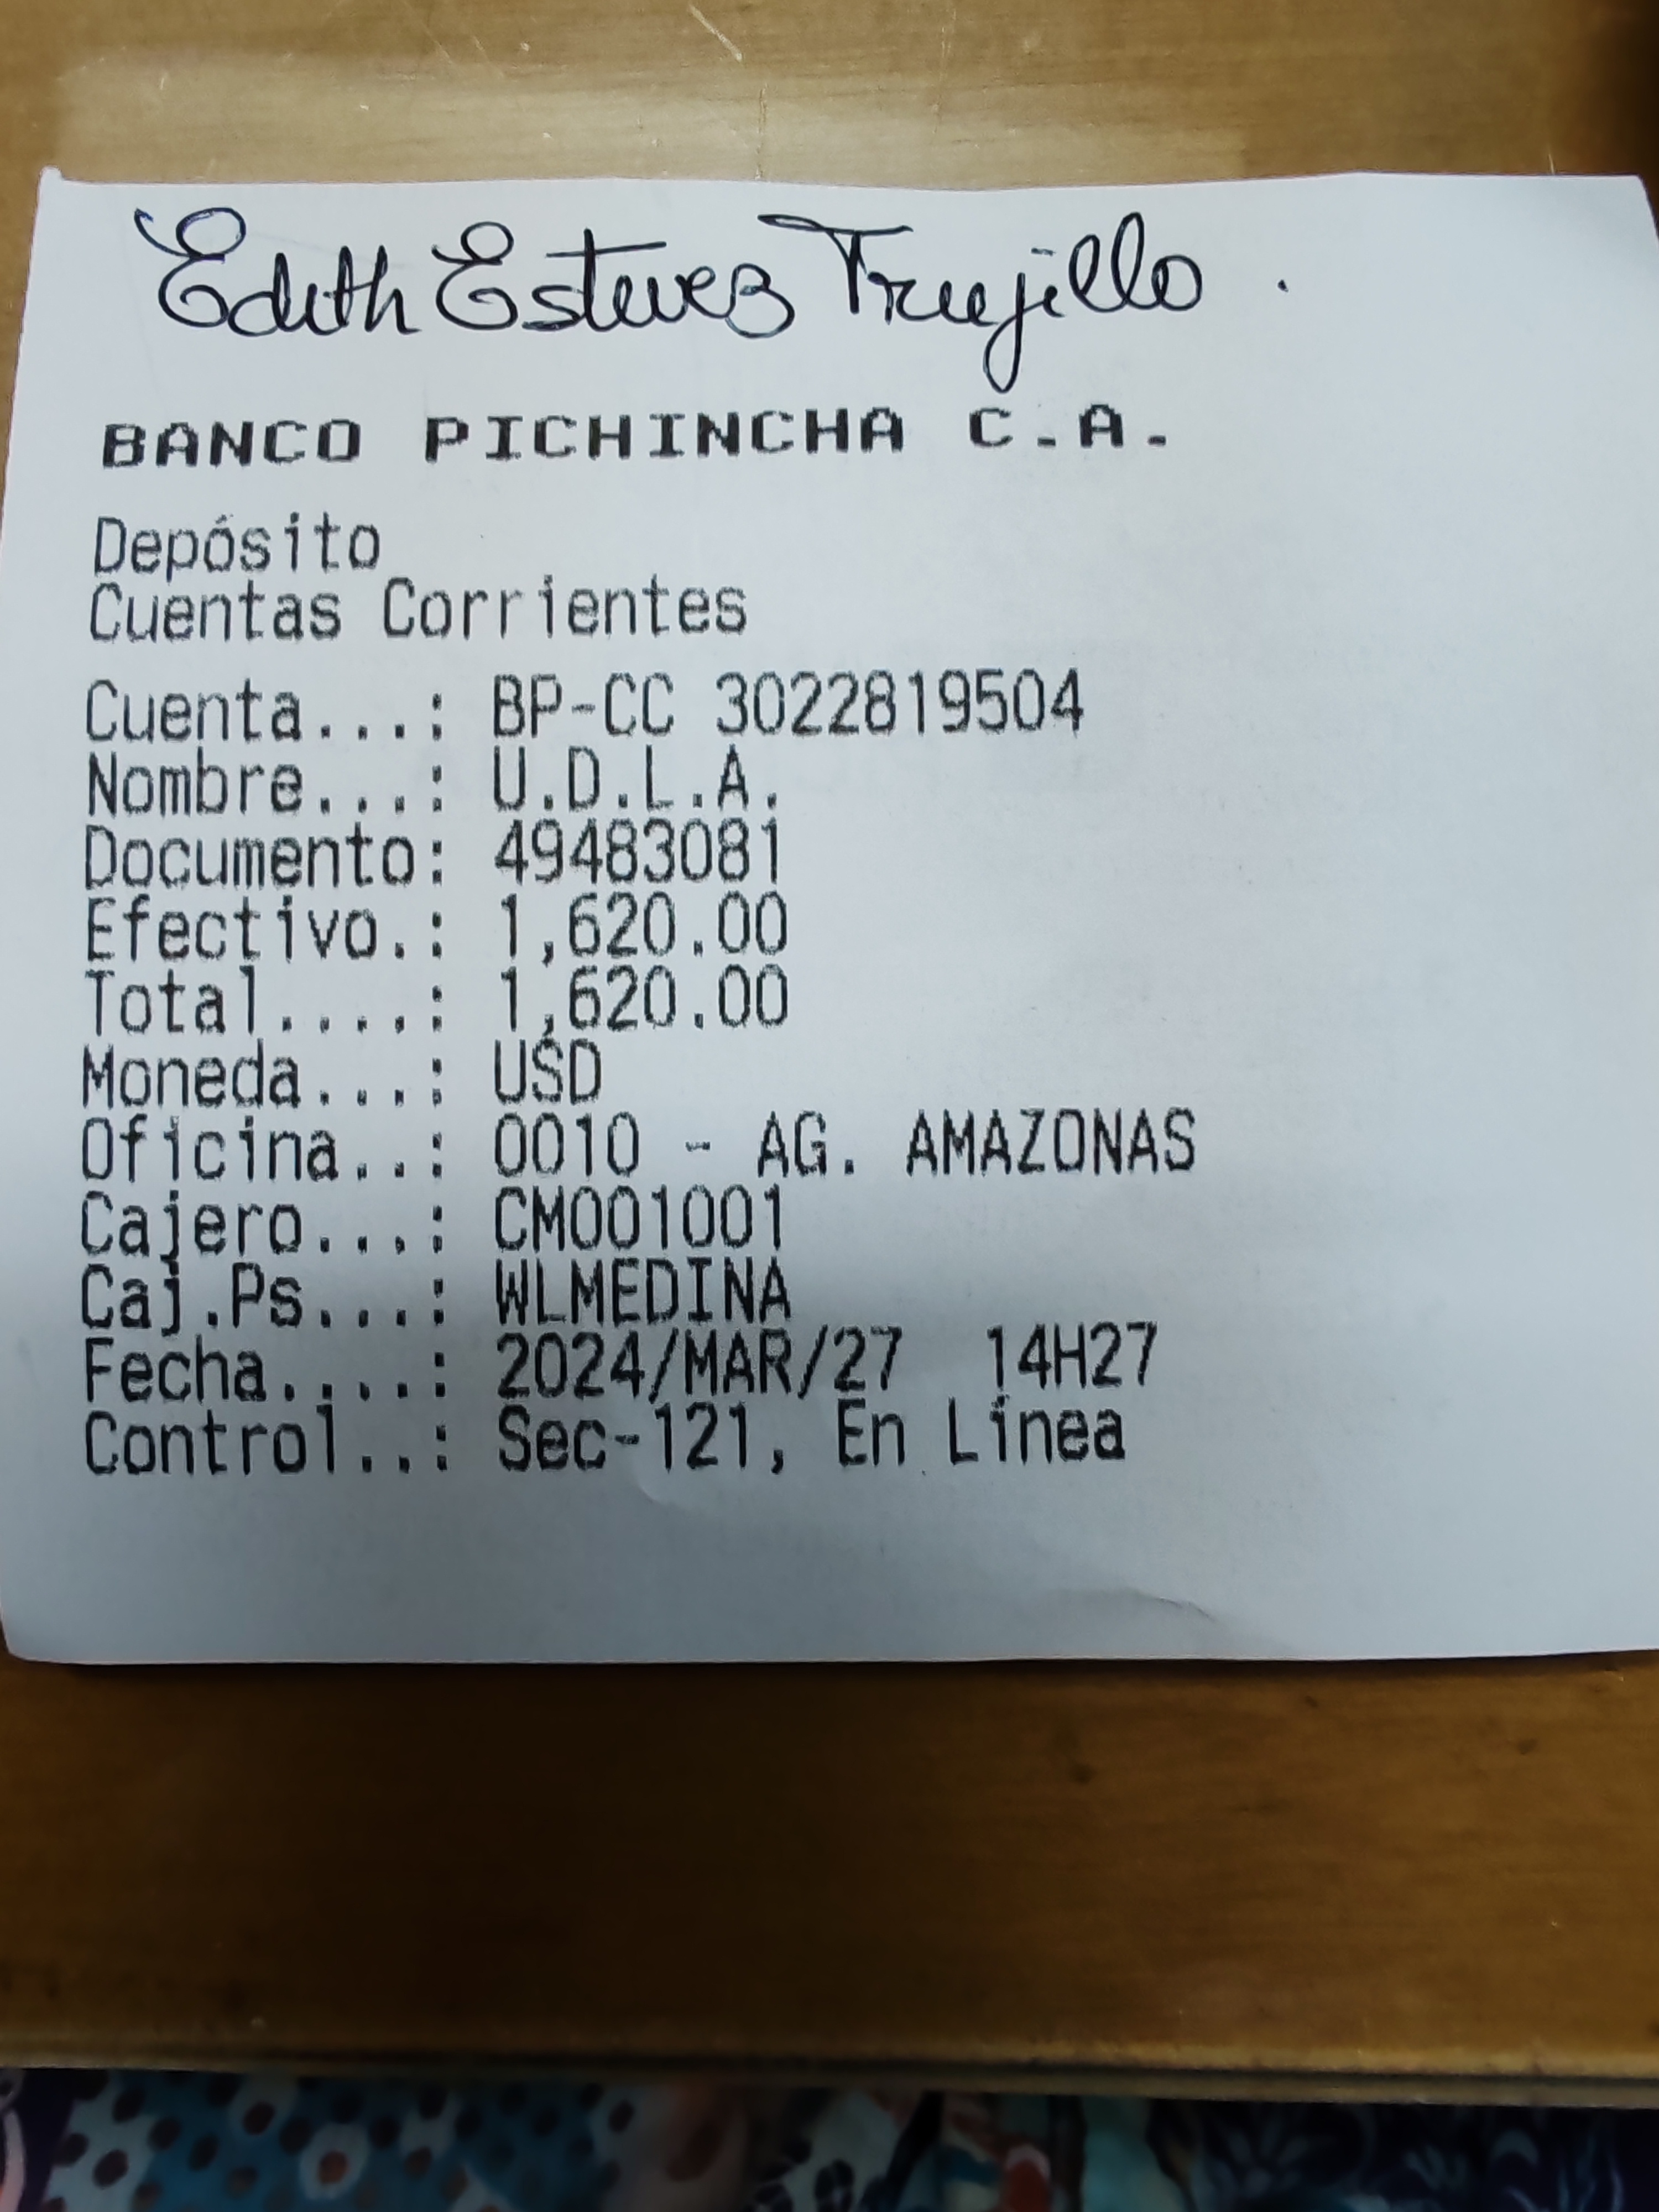 Edith Estevez Trujillo.
BANCO PICHINCHA C.A.
Depósito
Cuentas Corrientes
Cuenta...: BP-CC 3022819504
Nombre...: U.D.L.A.
Documento: 49483081
Efectivo.: 1,620.00
Total....: 1,620.00
Moneda...: USD
Oficina..: 0010 - AG. AMAZONAS
Cajero...: CM001001
Caj.Ps...: WLMEDINA
Fecha....: 2024/MAR/27 14H27
Control..: Sec-121, En Línea